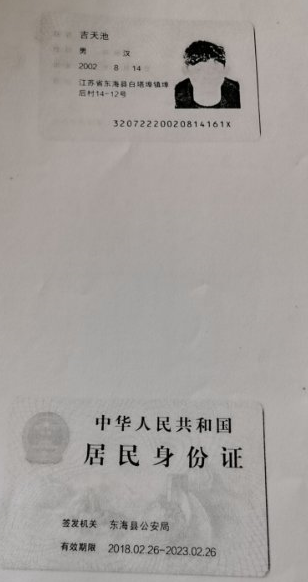 吉天池
男 汉
2002 8 14
江苏省东海县白塔埠镇埠
后村14-12号
32072220020814161X
中华人民共和国
居民身份证
签发机关 东海县公安局
有效期限 2018.02.26-2023.02.26